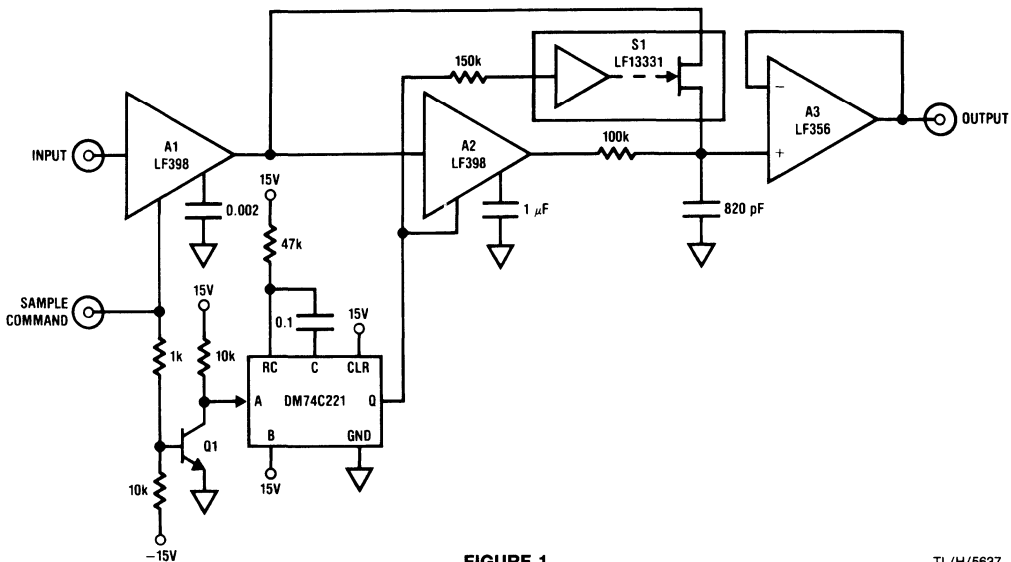 S1
LF13331
150k
A3
LF356
−
+
OUTPUT
INPUT
A1
LF398
A2
LF398
100k
15V
0.002
1 μF
820 pF
47k
SAMPLE
COMMAND
15V
0.1
15V
1k
10k
RC
C
CLR
A
DM74C221
Q
Q1
B
GND
10k
15V
−15V
FIGURE 1